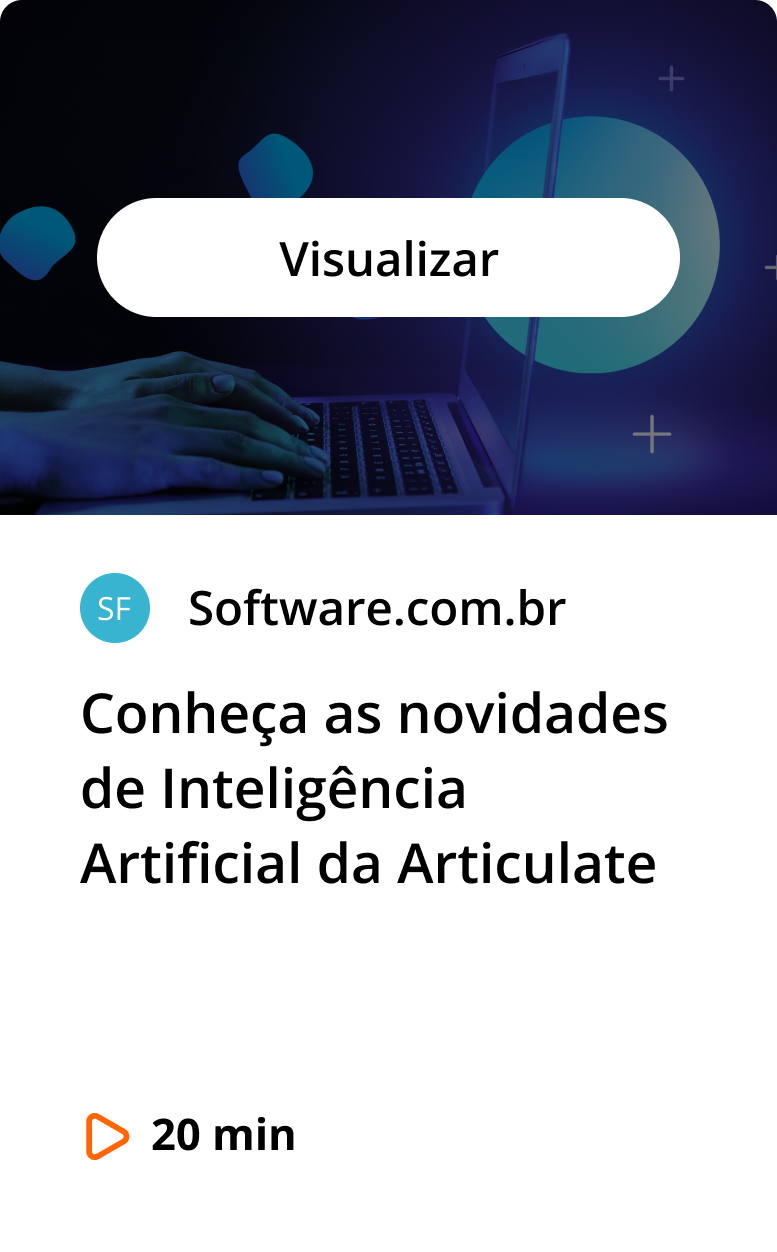 Visualizar
SF Software.com.br
Conheça as novidades
de Inteligência
Artificial da Articulate
20 min